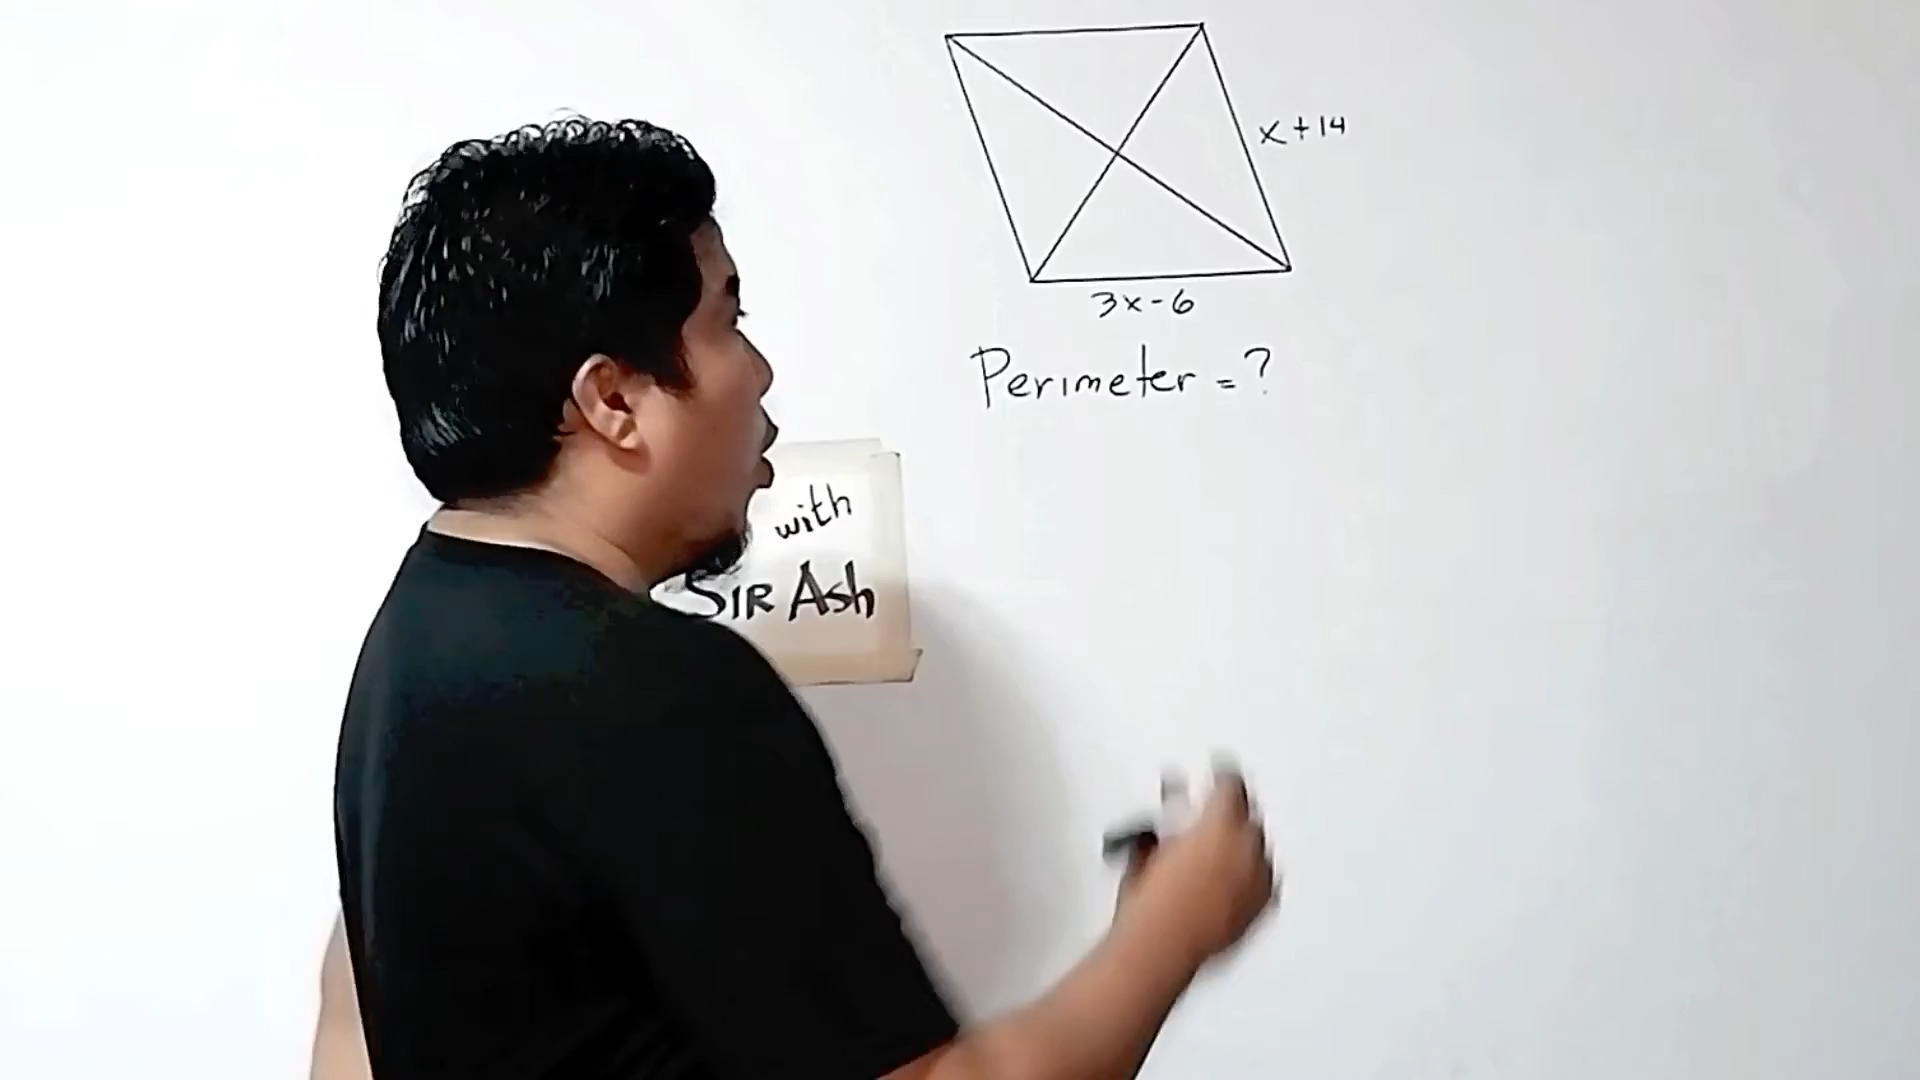 x + 14
3x - 6
Perimeter = ?
with
Sir Ash